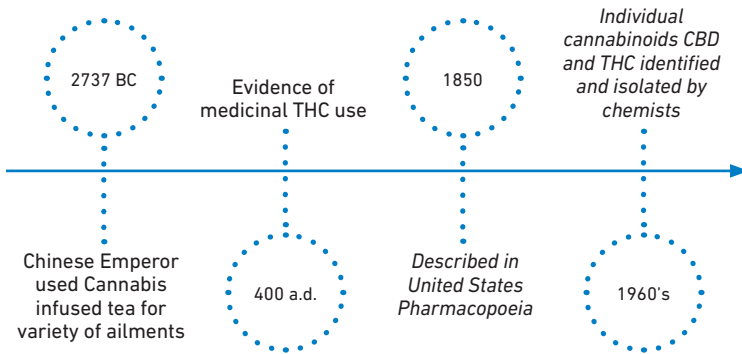 2737 BC
Chinese Emperor
used Cannabis
infused tea for
variety of ailments
Evidence of
medicinal THC use
400 a.d.
1850
Described in
United States
Pharmacopoeia
Individual
cannabinoids CBD
and THC identified
and isolated by
chemists
1960's